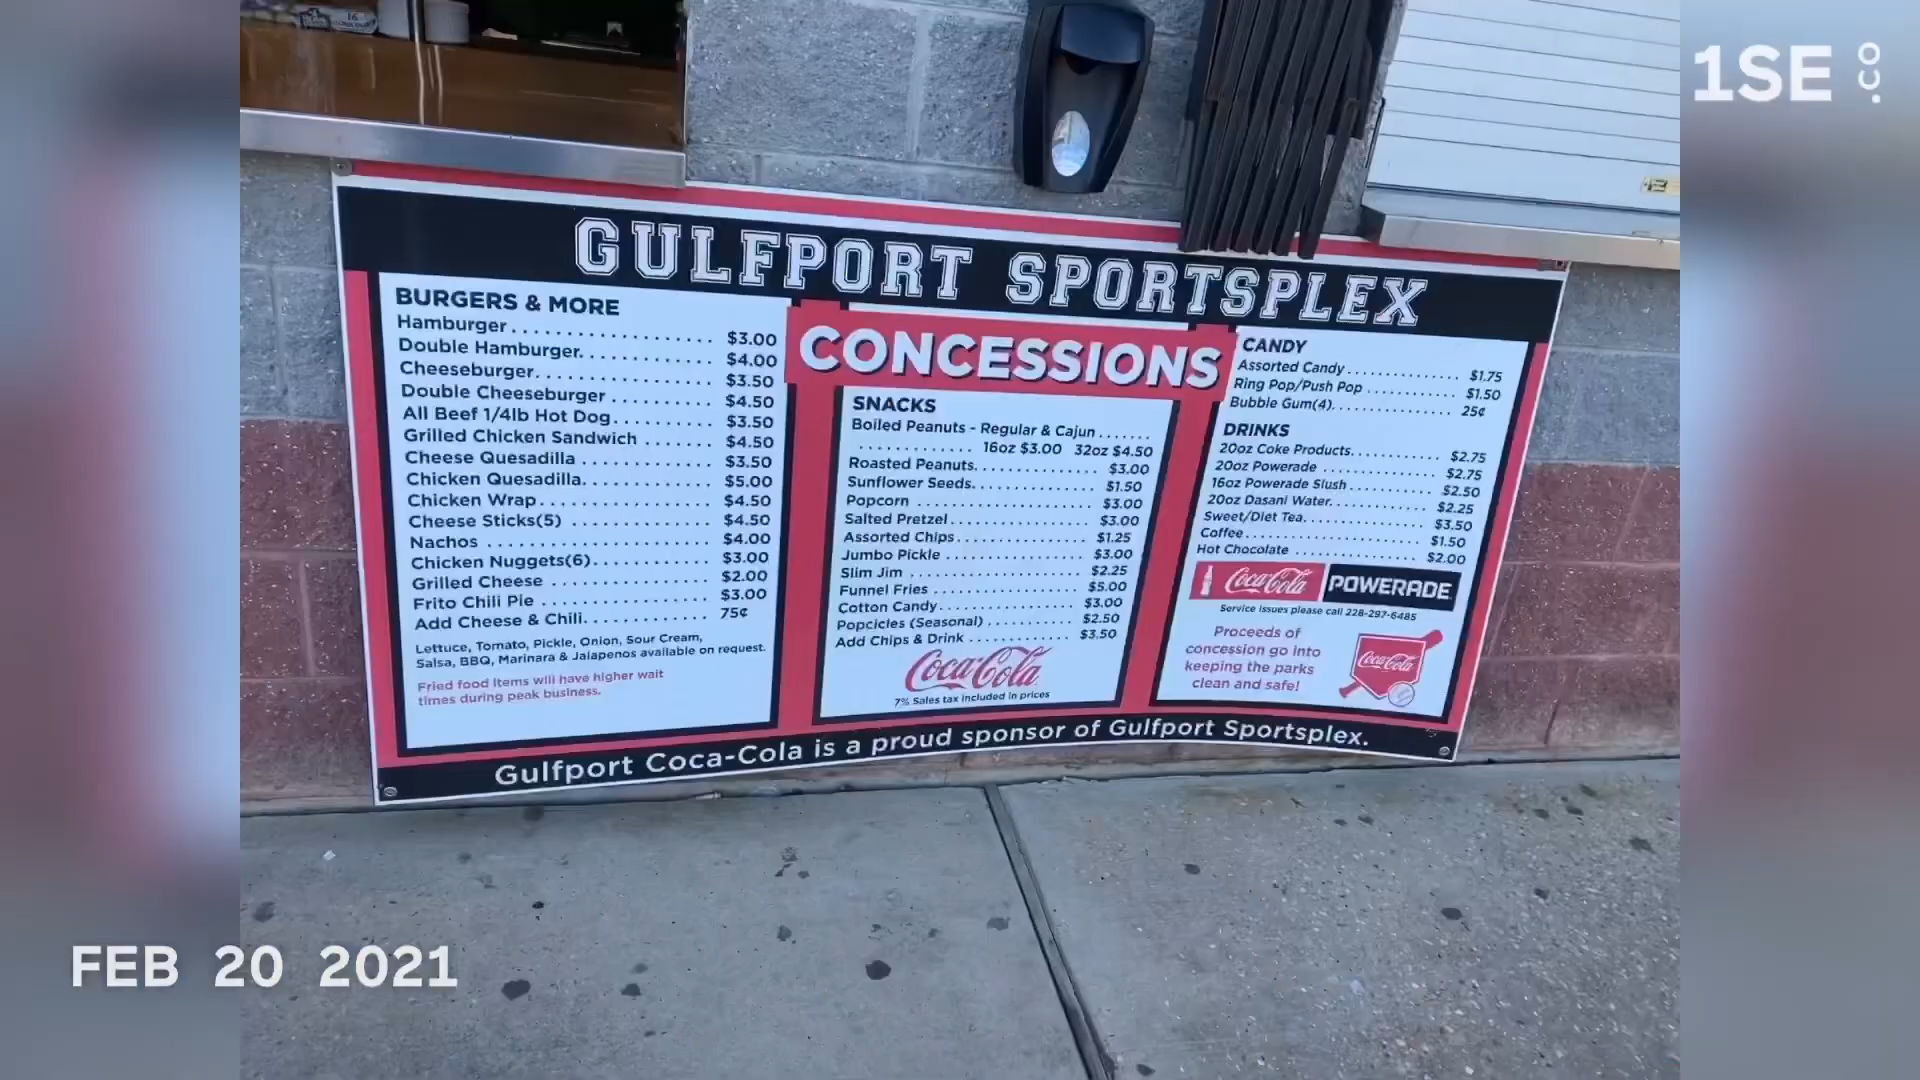 1SE.CO
GULFPORT SPORTSPLEX
CONCESSIONS
BURGERS & MORE
Hamburger $3.00
Double Hamburger $4.00
Cheeseburger $3.50
Double Cheeseburger $4.50
All Beef 1/4lb Hot Dog $3.50
Grilled Chicken Sandwich $4.50
Cheese Quesadilla $3.50
Chicken Quesadilla $5.00
Chicken Wrap $4.50
Cheese Sticks(5) $4.50
Nachos $4.00
Chicken Nuggets(6) $3.00
Grilled Cheese $2.00
Frito Chili Pie $3.00
Add Cheese & Chili 75¢
Lettuce, Tomato, Pickle, Onion, Sour Cream,
Salsa, BBQ, Marinara & Jalapenos available on request.
Fried food items will have higher wait
times during peak business.
SNACKS
Boiled Peanuts - Regular & Cajun
16oz $3.00 32oz $4.50
Roasted Peanuts $3.00
Sunflower Seeds $1.50
Popcorn $3.00
Salted Pretzel $3.00
Assorted Chips $1.25
Jumbo Pickle $3.00
Slim Jim $2.25
Funnel Fries $5.00
Cotton Candy $3.00
Popcicles (Seasonal) $2.50
Add Chips & Drink $3.50
Coca-Cola
7% Sales tax included in prices
CANDY
Assorted Candy $1.75
Ring Pop/Push Pop $1.50
Bubble Gum(4) 25¢
DRINKS
20oz Coke Products $2.75
20oz Powerade $2.75
16oz Powerade Slush $2.50
20oz Dasani Water $2.25
Sweet/Diet Tea $3.50
Coffee $1.50
Hot Chocolate $2.00
Coca-Cola POWERADE
Service issues please call 228-297-6485
Proceeds of
concession go into
keeping the parks
clean and safe!
Coca-Cola
Gulfport Coca-Cola is a proud sponsor of Gulfport Sportsplex.
FEB 20 2021